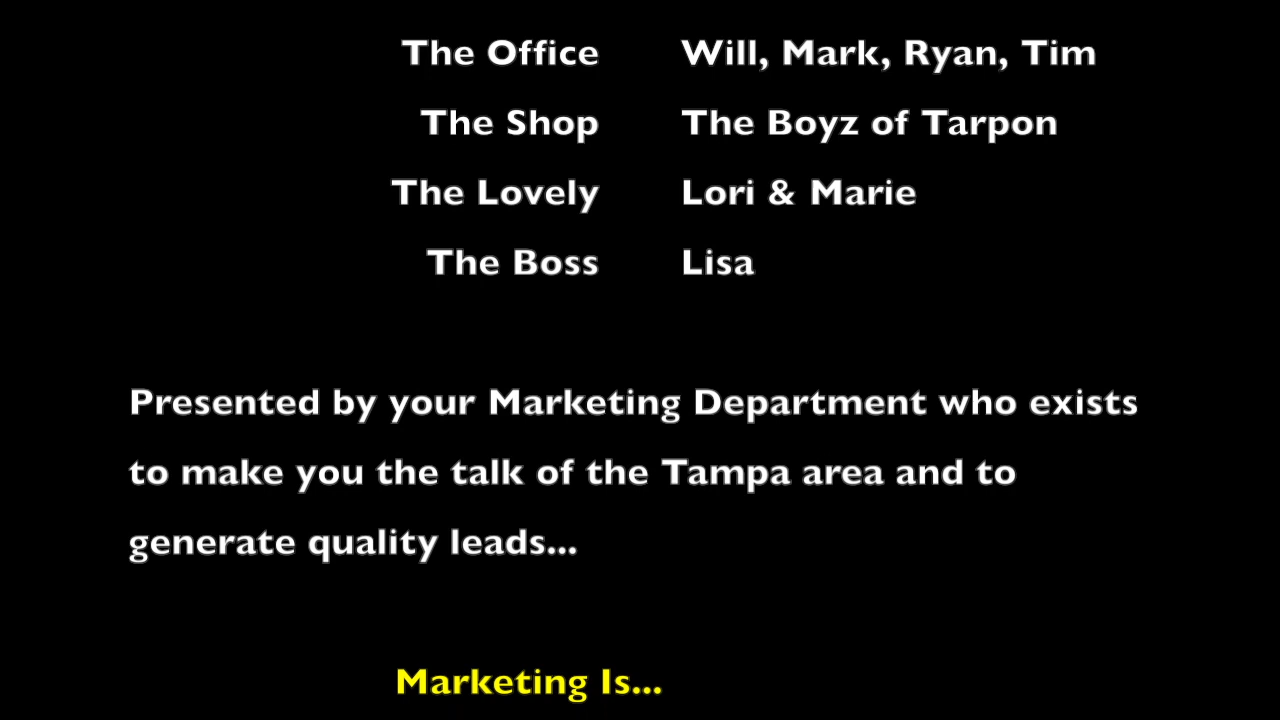 The Office Will, Mark, Ryan, Tim
The Shop The Boyz of Tarpon
The Lovely Lori & Marie
The Boss Lisa
Presented by your Marketing Department who exists
to make you the talk of the Tampa area and to
generate quality leads...
Marketing Is...